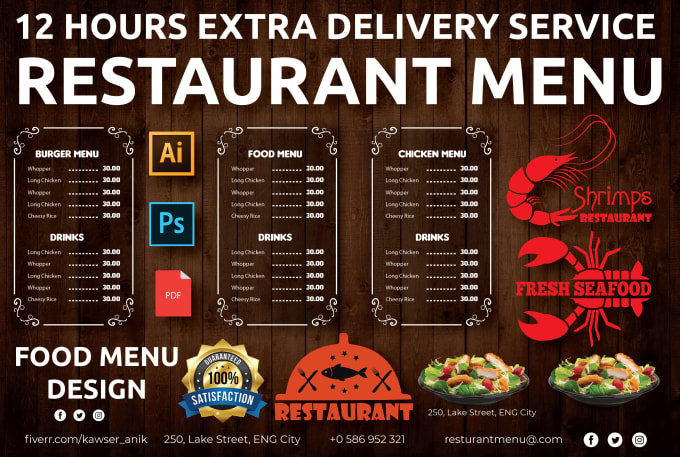 12 HOURS EXTRA DELIVERY SERVICE
RESTAURANT MENU
BURGER MENU
Whopper 30.00
Long Chicken 30.00
Whopper 30.00
Long Chicken 30.00
Cheesy Rice 30.00
DRINKS
Long Chicken 30.00
Whopper 30.00
Long Chicken 30.00
Whopper 30.00
Cheesy Rice 30.00
Ai
Ps
PDF
FOOD MENU
Whopper 30.00
Long Chicken 30.00
Whopper 30.00
Long Chicken 30.00
Cheesy Rice 30.00
DRINKS
Long Chicken 30.00
Whopper 30.00
Long Chicken 30.00
Whopper 30.00
Cheesy Rice 30.00
CHICKEN MENU
Whopper 30.00
Long Chicken 30.00
Whopper 30.00
Long Chicken 30.00
Cheesy Rice 30.00
DRINKS
Long Chicken 30.00
Whopper 30.00
Long Chicken 30.00
Whopper 30.00
Cheesy Rice 30.00
Shrimps
RESTAURANT
FRESH SEAFOOD
FOOD MENU
DESIGN
GUARANTEED
100%
SATISFACTION
RESTAURANT
250, Lake Street, ENG City
fiverr.com/kawser_anik 250, Lake Street, ENG City +0 586 952 321 resturantmenu@.com